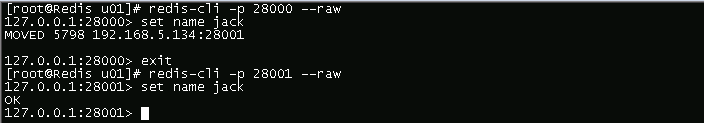 [root@Redis u01]# redis-cli -p 28000 --raw
127.0.0.1:28000> set name jack
MOVED 5798 192.168.5.134:28001
127.0.0.1:28000> exit
[root@Redis u01]# redis-cli -p 28001 --raw
127.0.0.1:28001> set name jack
OK
127.0.0.1:28001>